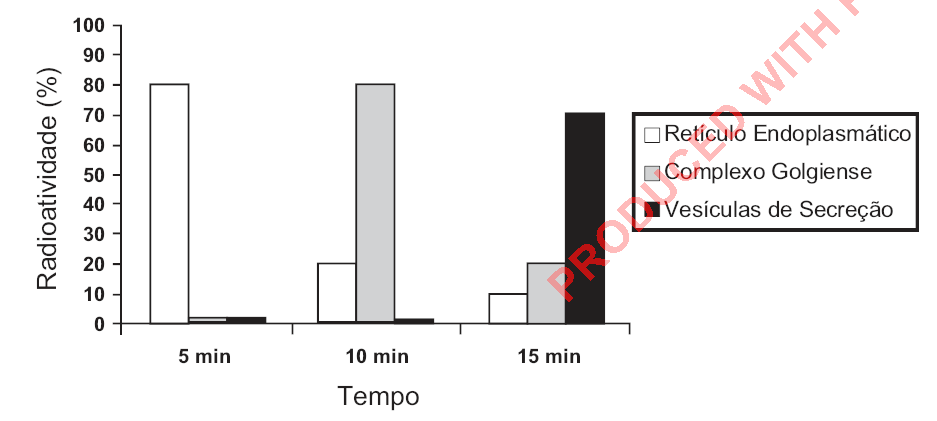 100
90
80
70
60
50
40
30
20
10
0
Radioatividade (%)
5 min
10 min
15 min
Tempo
Retículo Endoplasmático
Complexo Golgiense
Vesículas de Secreção
PRODUCED WITH